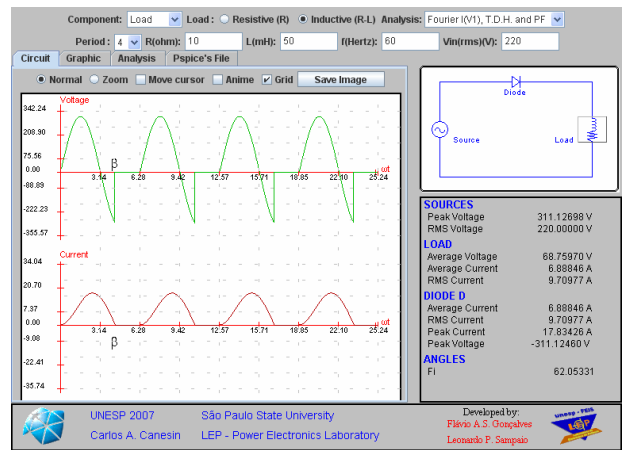 Component: Load Load : Resistive (R) Inductive (R-L) Analysis: Fourier I(V1), T.D.H. and PF
Period : 4 R(ohm): 10 L(mH): 50 f(Hertz): 60 Vin(rms)(V): 220
Circuit Graphic Analysis Pspice's File
Normal Zoom Move cursor Anime Grid Save Image
Voltage
342.24
208.90
75.56
0.00
-88.89
-222.23
-355.57
β
3.14 6.28 9.42 12.57 15.71 18.85 22.10 25.24
ωt
Current
34.04
20.70
7.37
0.00
-9.08
-22.41
-35.74
3.14 6.28 9.42 12.57 15.71 18.85 22.10 25.24
ωt
β
Diode
Source
Load
SOURCES
Peak Voltage 311.12698 V
RMS Voltage 220.00000 V
LOAD
Average Voltage 68.75970 V
Average Current 6.88846 A
RMS Current 9.70977 A
DIODE D
Average Current 6.88846 A
RMS Current 9.70977 A
Peak Current 17.83426 A
Peak Voltage -311.12460 V
ANGLES
Fi 62.05331
UNESP 2007 São Paulo State University
Carlos A. Canesin LEP - Power Electronics Laboratory
Developed by:
Flávio A.S. Gonçalves
Leonardo P. Sampaio
unesp - FEIS
LEP